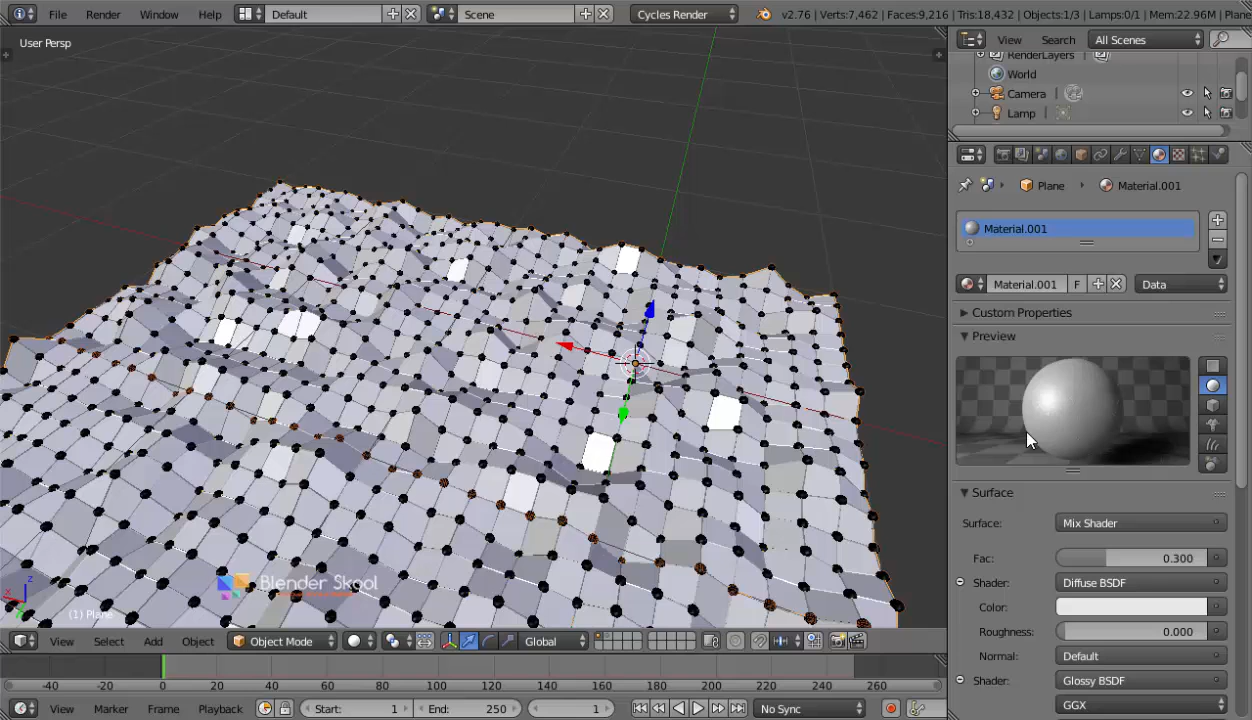 File Render Window Help Default Scene Cycles Render v2.76 | Verts:7,462 | Faces:9,216 | Tris:18,432 | Objects:1/3 | Lamps:0/1 | Mem:22.96M | Plane
User Persp
View Search All Scenes
RenderLayers
World
Camera
Lamp
Plane Material.001
Material.001
Material.001 F Data
Custom Properties
Preview
Surface
Surface: Mix Shader
Fac: 0.300
Shader: Diffuse BSDF
Color:
Roughness: 0.000
Normal: Default
Shader: Glossy BSDF
GGX
Blender Skool
z
x
(1) Plane
View Select Add Object Object Mode Global
-40 -20 0 20 40 60 80 100 120 140 160 180 200 220 240 260
View Marker Frame Playback Start: 1 End: 250 1 No Sync